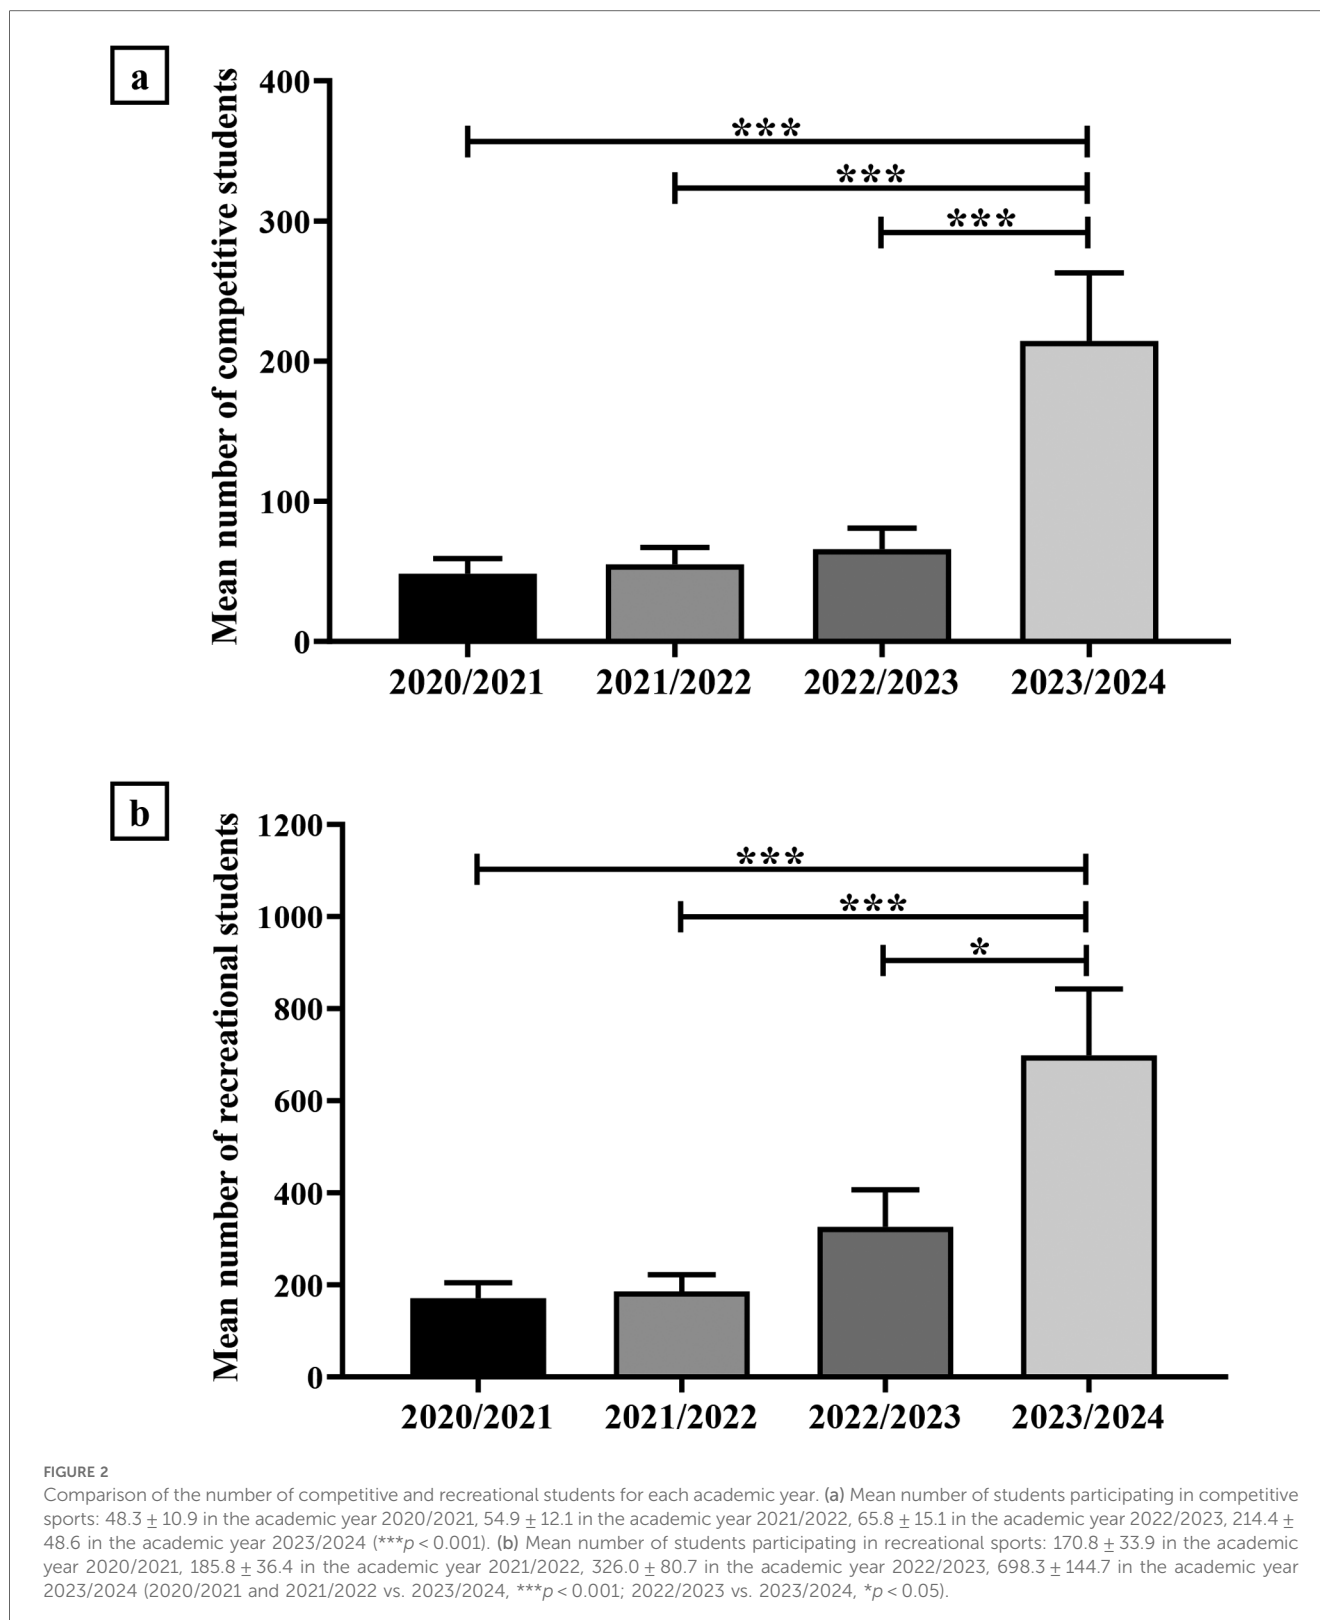 a
Mean number of competitive students
400
300
200
100
0
***
***
***
2020/2021 2021/2022 2022/2023 2023/2024
b
Mean number of recreational students
1200
1000
800
600
400
200
0
***
***
*
2020/2021 2021/2022 2022/2023 2023/2024
FIGURE 2
Comparison of the number of competitive and recreational students for each academic year. (a) Mean number of students participating in competitive
sports: 48.3 ± 10.9 in the academic year 2020/2021, 54.9 ± 12.1 in the academic year 2021/2022, 65.8 ± 15.1 in the academic year 2022/2023, 214.4 ±
48.6 in the academic year 2023/2024 (***p < 0.001). (b) Mean number of students participating in recreational sports: 170.8 ± 33.9 in the academic
year 2020/2021, 185.8 ± 36.4 in the academic year 2021/2022, 326.0 ± 80.7 in the academic year 2022/2023, 698.3 ± 144.7 in the academic year
2023/2024 (2020/2021 and 2021/2022 vs. 2023/2024, ***p < 0.001; 2022/2023 vs. 2023/2024, *p < 0.05).